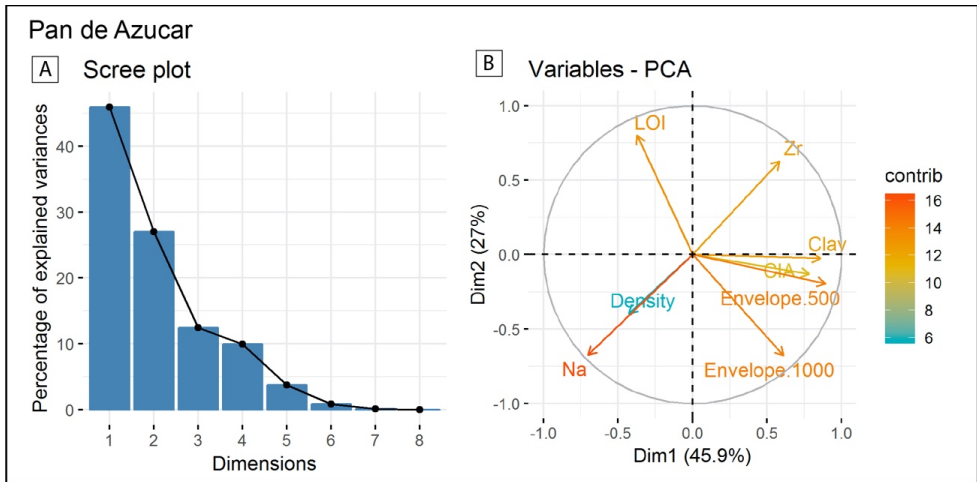 Pan de Azucar
A Scree plot
Percentage of explained variances
40
30
20
10
0
1 2 3 4 5 6 7 8
Dimensions
B Variables - PCA
Dim2 (27%)
1.0
0.5
0.0
-0.5
-1.0
LOI
Zr
Clay
CIA
Envelope.500
Density
Na
Envelope.1000
-1.0 -0.5 0.0 0.5 1.0
Dim1 (45.9%)
contrib
16
14
12
10
8
6